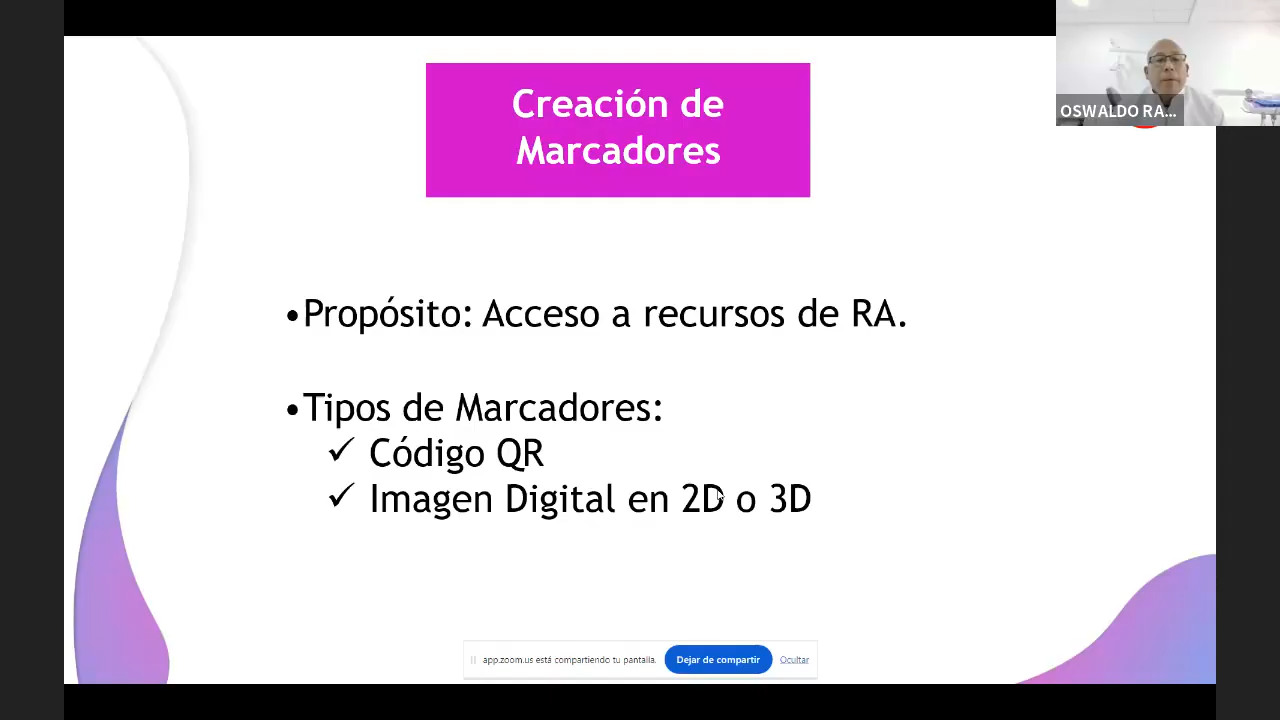 Creación de
Marcadores
OSWALDO RA...
•Propósito: Acceso a recursos de RA.
•Tipos de Marcadores:
✓ Código QR
✓ Imagen Digital en 2D o 3D
app.zoom.us está compartiendo tu pantalla.
Dejar de compartir
Ocultar